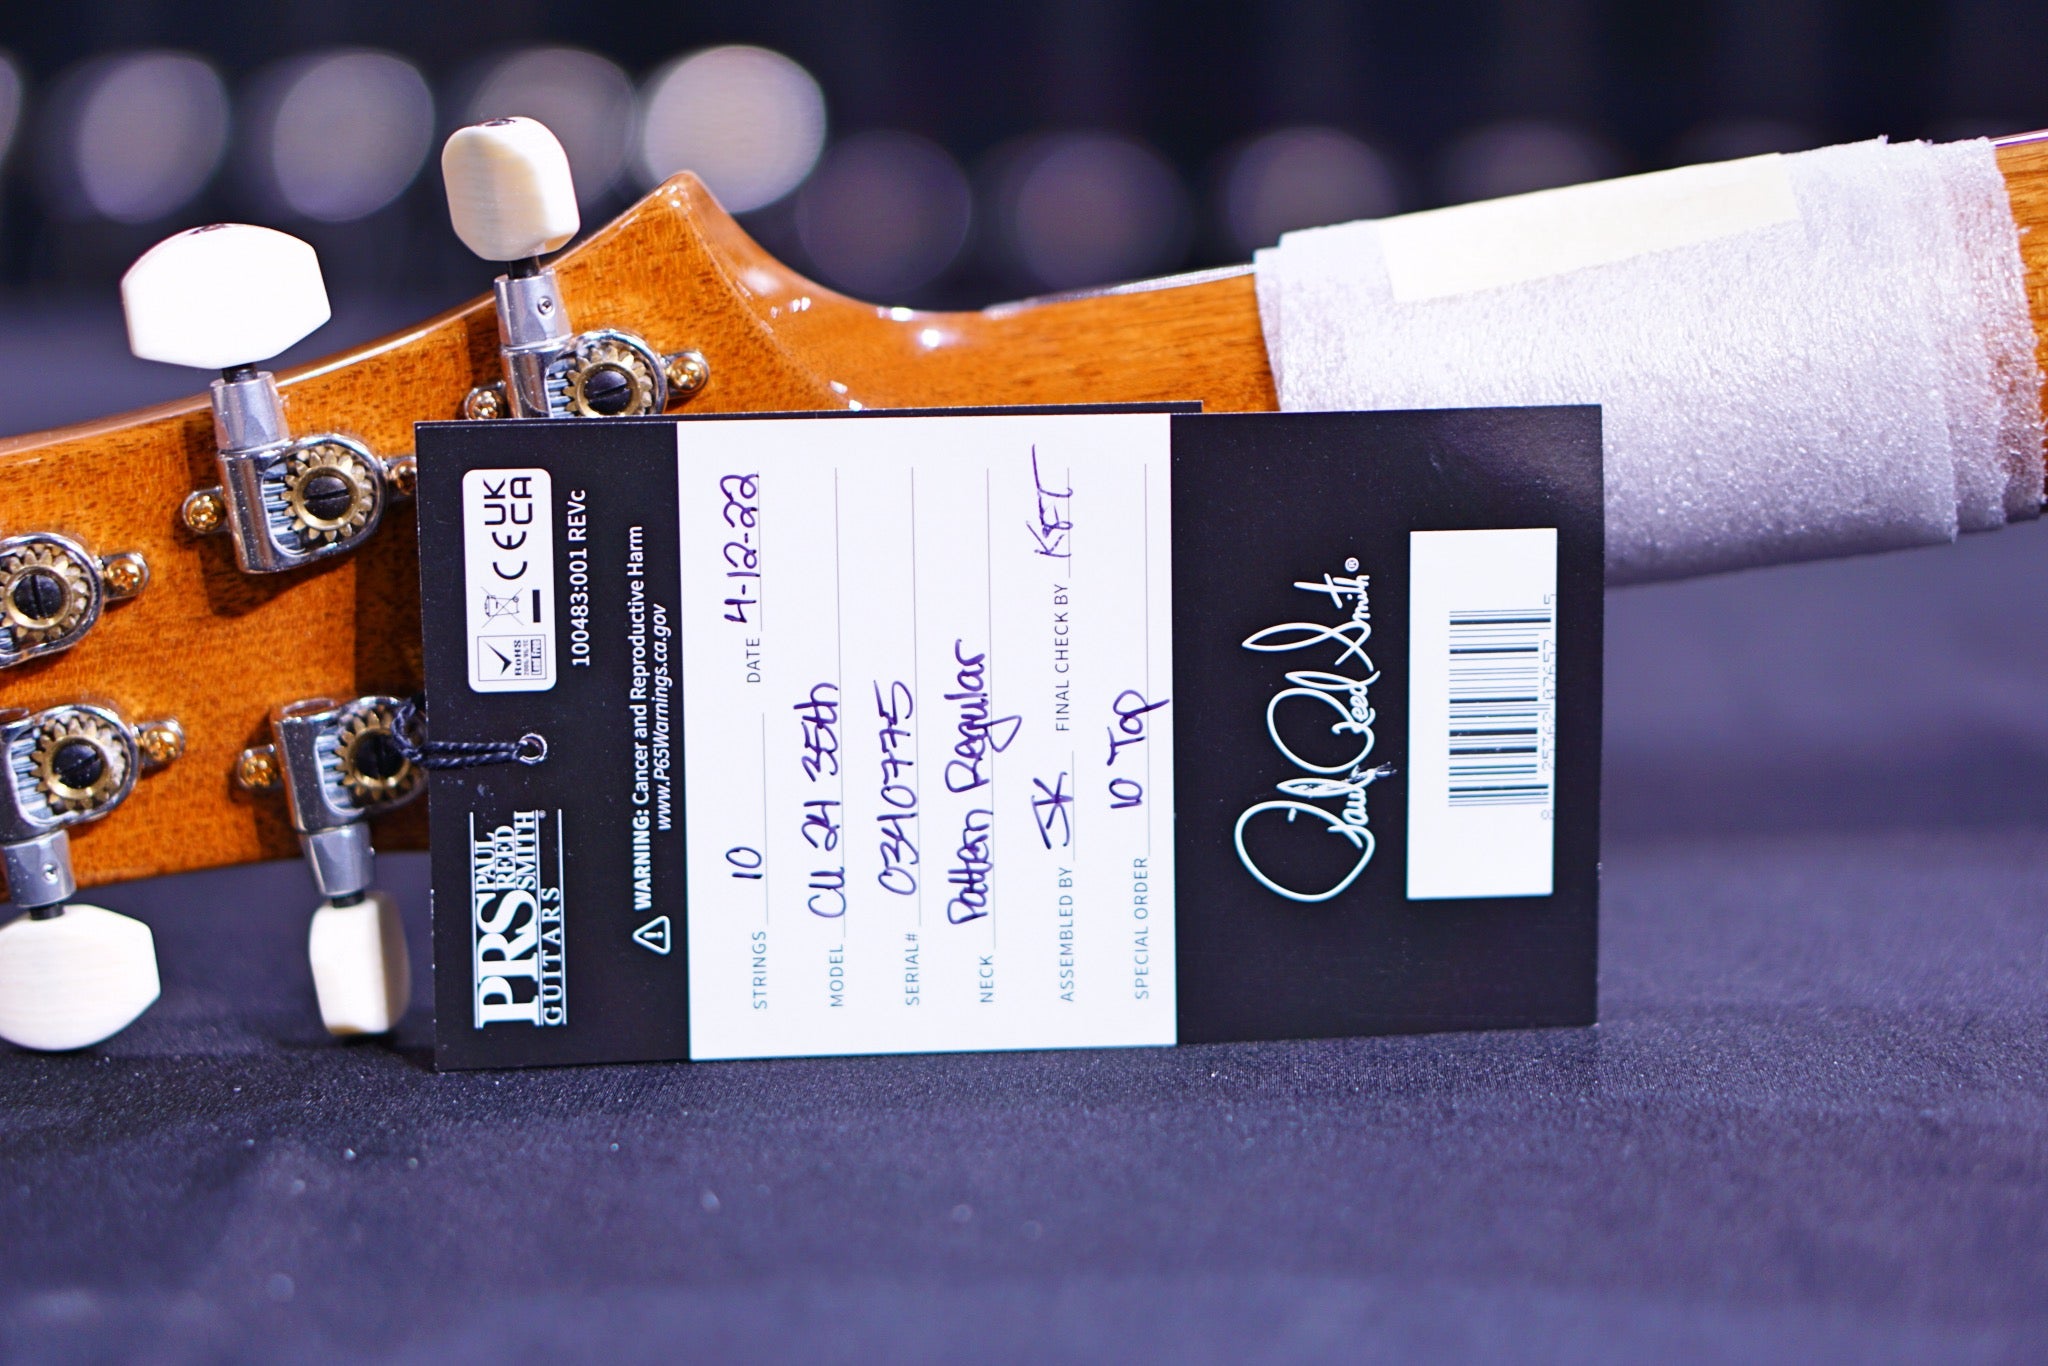 PRS PAUL
REED
SMITH®
GUITARS
RoHS
CE UK
CA
100483:001 REVc
WARNING: Cancer and Reproductive Harm
www.P65Warnings.ca.gov
STRINGS 10 DATE 4-12-22
MODEL CU 24 35th
SERIAL# 0340775
NECK Pattern Regular
ASSEMBLED BY JK FINAL CHECK BY
SPECIAL ORDER 10 Top
Paul Reed Smith®